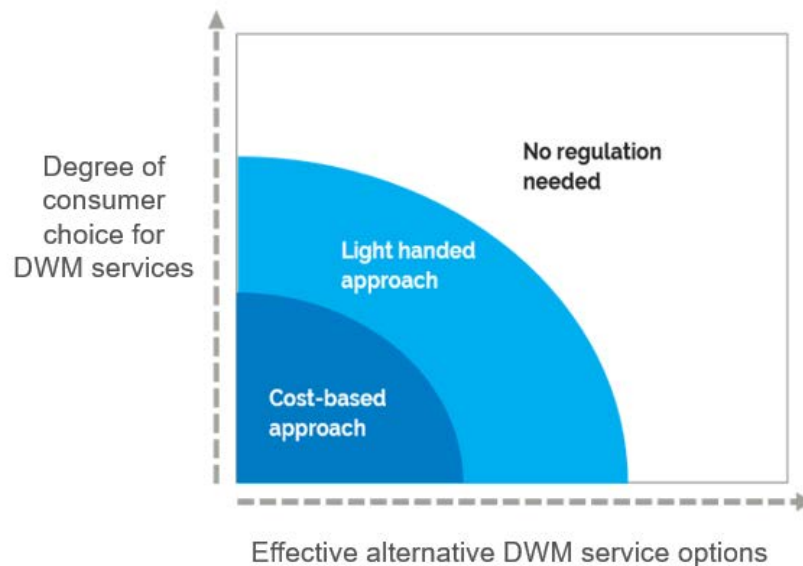 Degree of
consumer
choice for
DWM services
No regulation
needed
Light handed
approach
Cost-based
approach
Effective alternative DWM service options